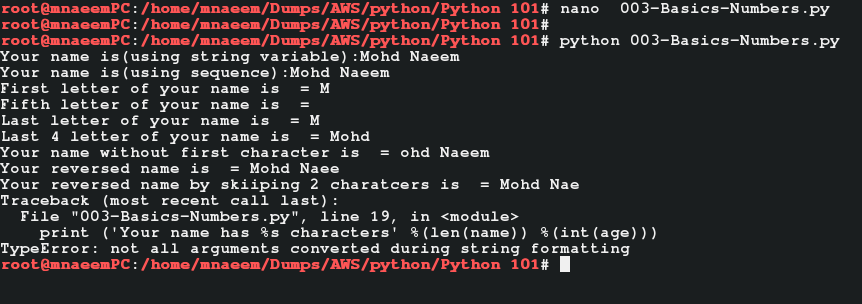 root@mnaeemPC:/home/mnaeem/Dumps/AWS/python/Python 101# nano  003-Basics-Numbers.py
root@mnaeemPC:/home/mnaeem/Dumps/AWS/python/Python 101#
root@mnaeemPC:/home/mnaeem/Dumps/AWS/python/Python 101# python 003-Basics-Numbers.py
Your name is(using string variable):Mohd Naeem
Your name is(using sequence):Mohd Naeem
First letter of your name is  = M
Fifth letter of your name is  =
Last letter of your name is  = M
Last 4 letter of your name is  = Mohd
Your name without first character is  = ohd Naeem
Your reversed name is  = Mohd Naee
Your reversed name by skiiping 2 charatcers is  = Mohd Nae
Traceback (most recent call last):
  File "003-Basics-Numbers.py", line 19, in <module>
    print ('Your name has %s characters' %(len(name)) %(int(age)))
TypeError: not all arguments converted during string formatting
root@mnaeemPC:/home/mnaeem/Dumps/AWS/python/Python 101#